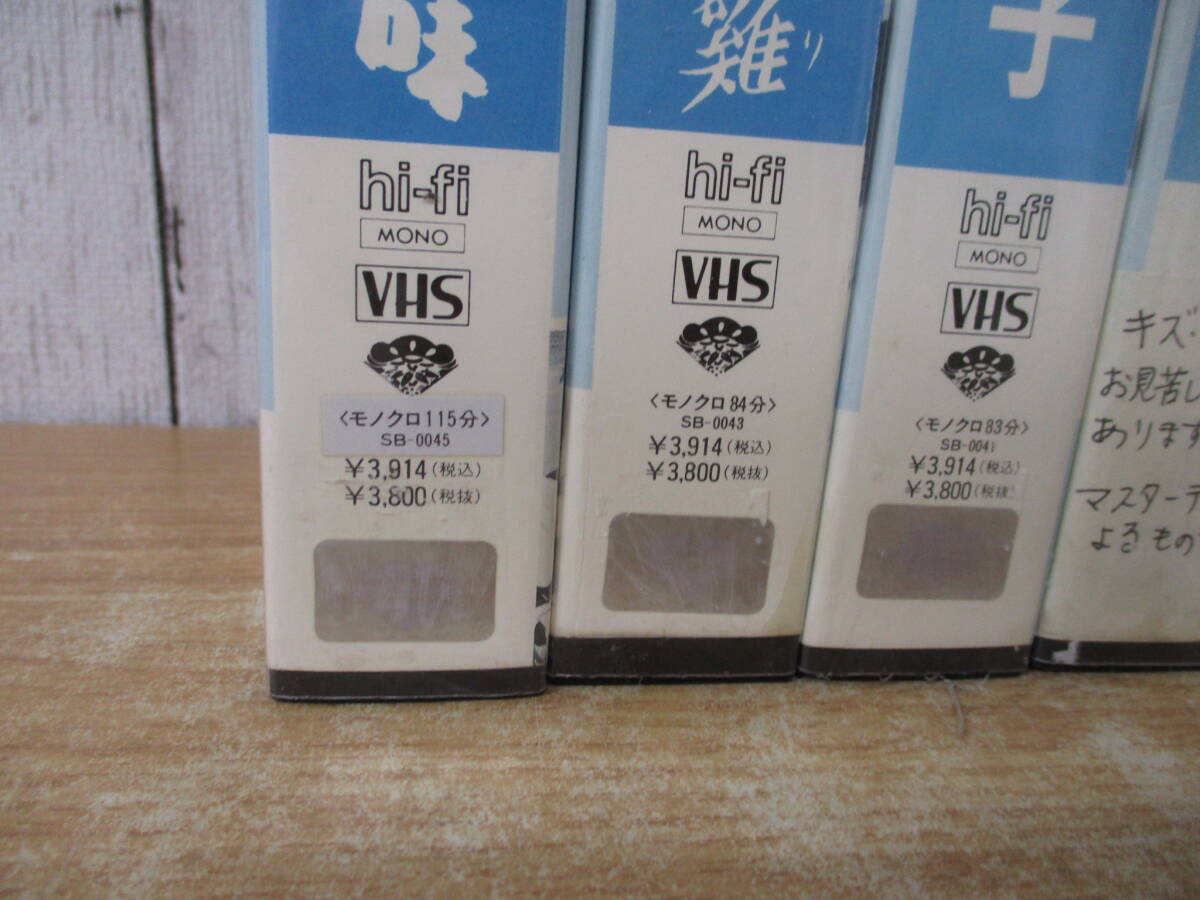 味
hi-fi
MONO
VHS
〈モノクロ115分〉
SB-0045
¥3,914(税込)
¥3,800(税抜)
難
リ
hi-fi
MONO
VHS
〈モノクロ84分〉
SB-0043
¥3,914(税込)
¥3,800(税抜)
子
hi-fi
MONO
VHS
〈モノクロ83分〉
SB-0041
¥3,914(税込)
¥3,800(税抜)
キズ・
お見苦し
あります
マスターテ
よるもの